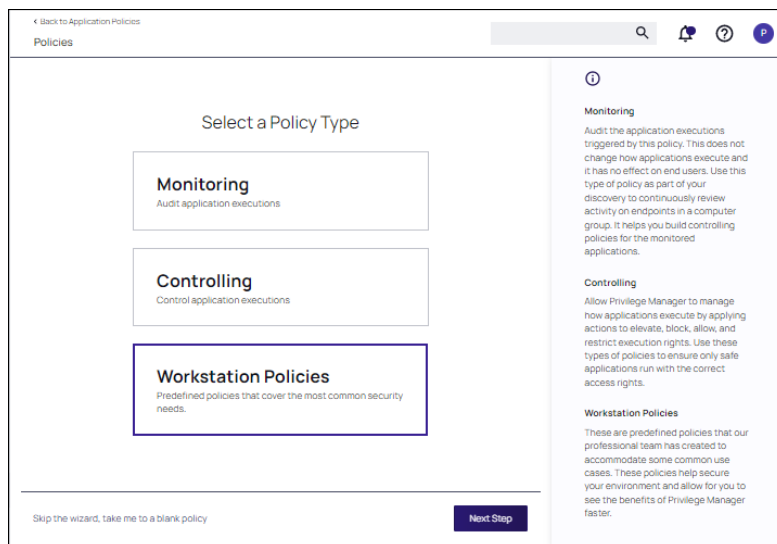 < Back to Application Policies
Policies
P
Select a Policy Type
Monitoring
Audit application executions
Controlling
Control application executions
Workstation Policies
Predefined policies that cover the most common security
needs.
Skip the wizard, take me to a blank policy
Next Step
Monitoring
Audit the application executions
triggered by this policy. This does not
change how applications execute and
it has no effect on end users. Use this
type of policy as part of your
discovery to continuously review
activity on endpoints in a computer
group. It helps you build controlling
policies for the monitored
applications.
Controlling
Allow Privilege Manager to manage
how applications execute by applying
actions to elevate, block, allow, and
restrict execution rights. Use these
types of policies to ensure only safe
applications run with the correct
access rights.
Workstation Policies
These are predefined policies that our
professional team has created to
accommodate some common use
cases. These policies help secure
your environment and allow for you to
see the benefits of Privilege Manager
faster.